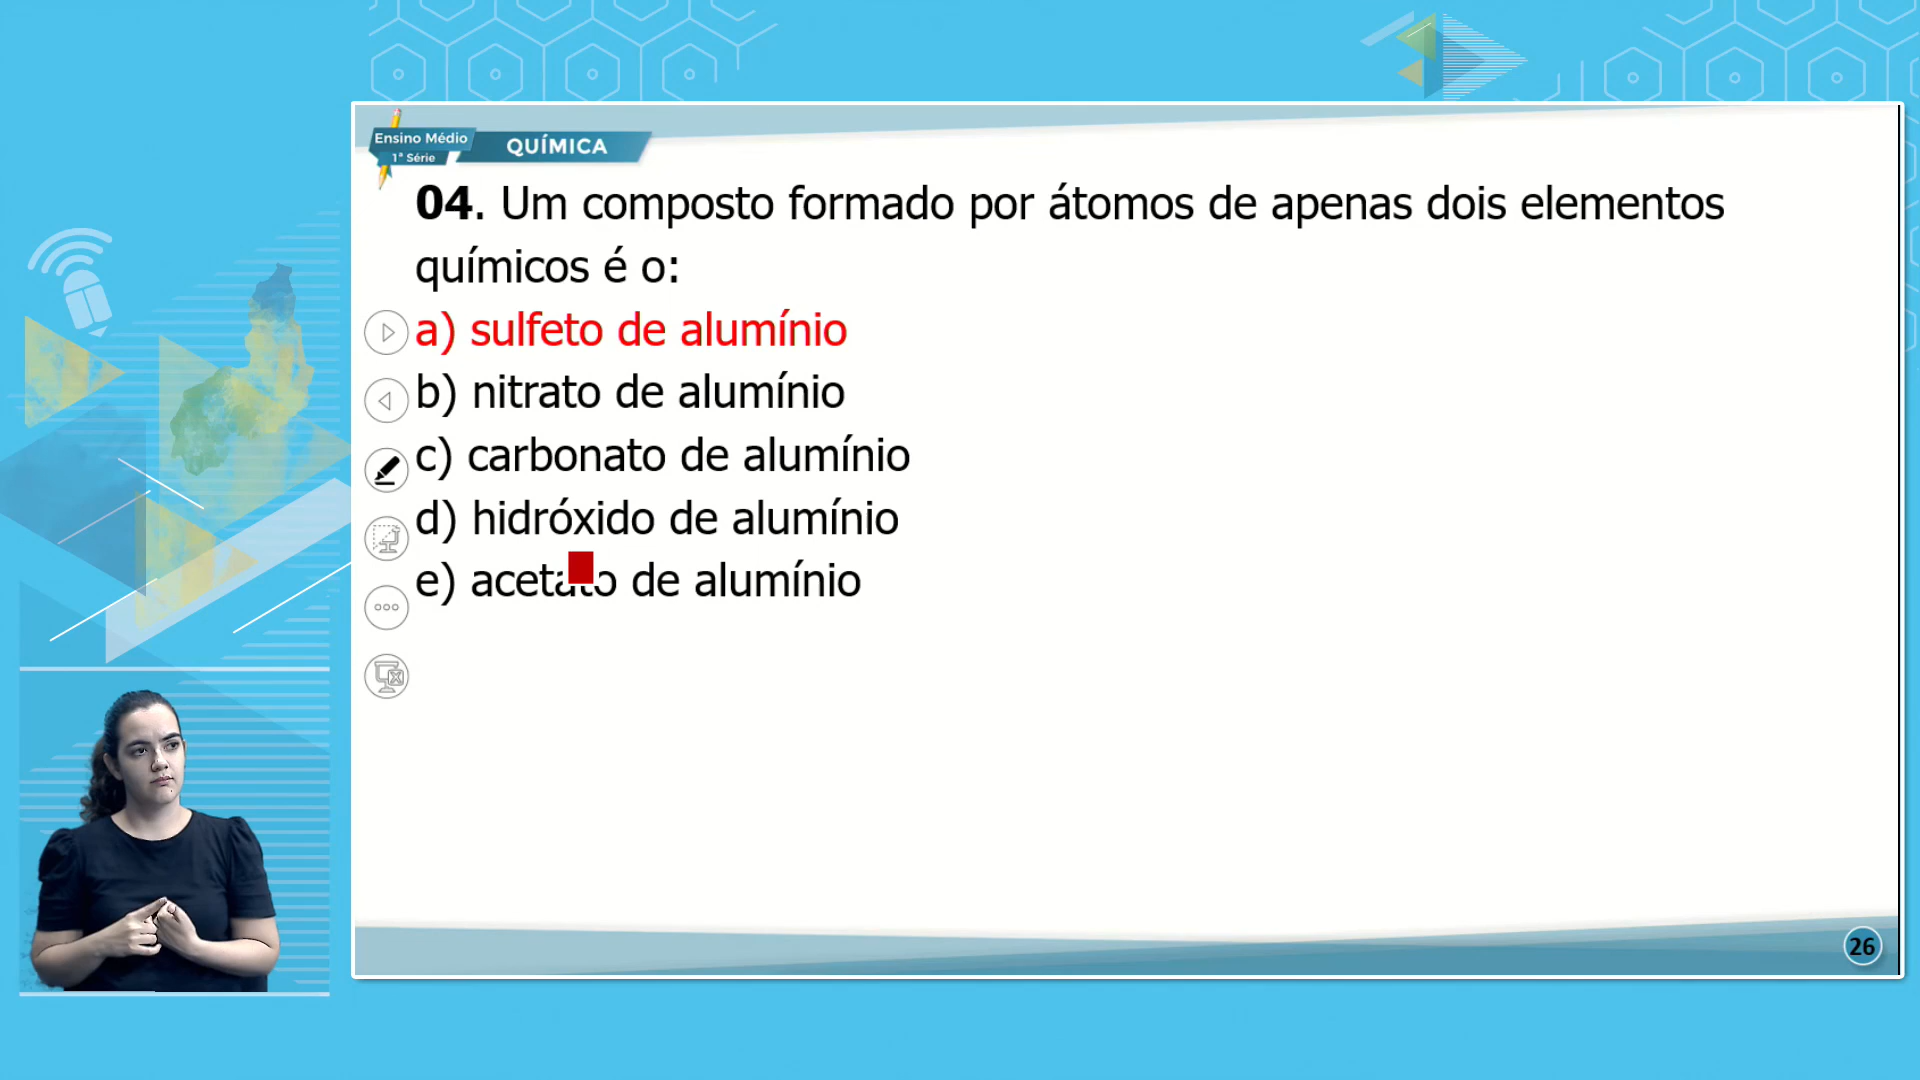 Ensino Médio
1ª Série
QUÍMICA
04. Um composto formado por átomos de apenas dois elementos
químicos é o:
a) sulfeto de alumínio
b) nitrato de alumínio
c) carbonato de alumínio
d) hidróxido de alumínio
e) acetato de alumínio
26